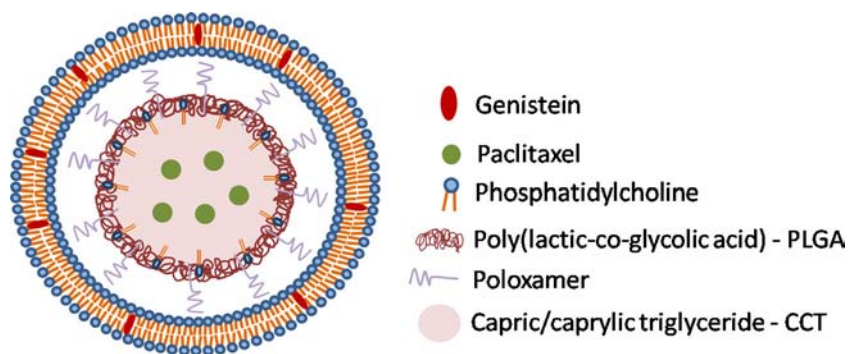 Genistein
Paclitaxel
Phosphatidylcholine
Poly(lactic-co-glycolic acid) - PLGA
Poloxamer
Capric/caprylic triglyceride - CCT